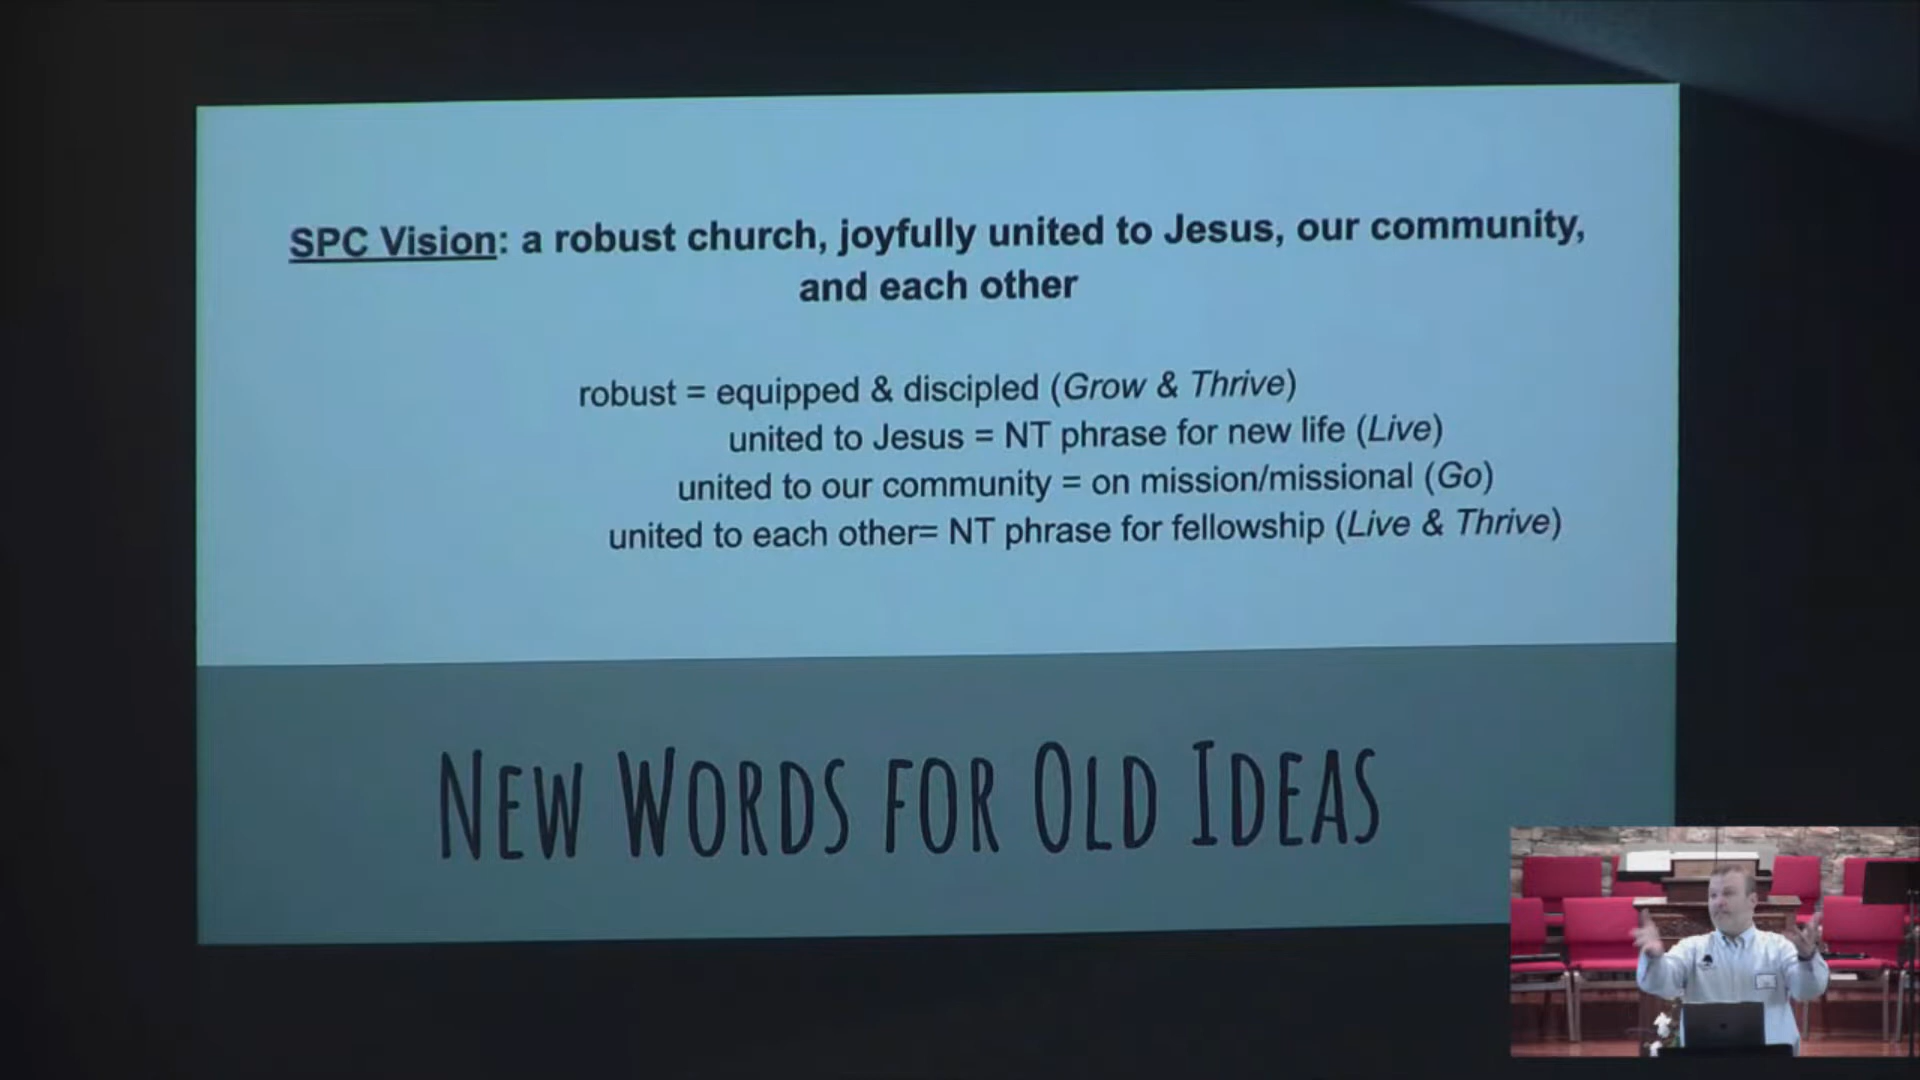 SPC Vision: a robust church, joyfully united to Jesus, our community,
and each other
robust = equipped & discipled (Grow & Thrive)
united to Jesus = NT phrase for new life (Live)
united to our community = on mission/missional (Go)
united to each other= NT phrase for fellowship (Live & Thrive)
New Words for Old Ideas